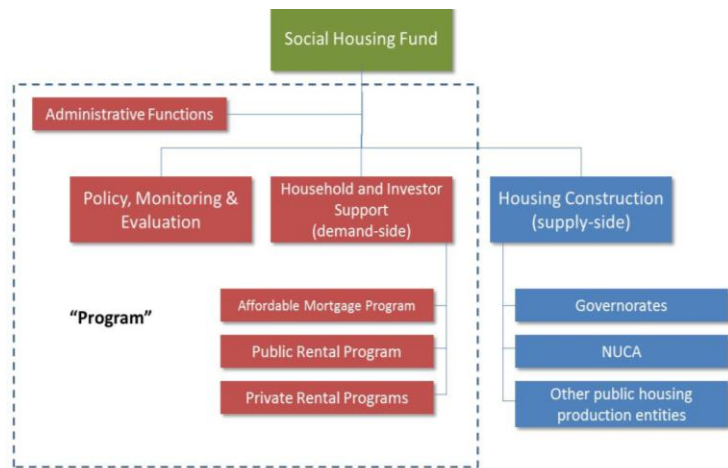 Social Housing Fund
Administrative Functions
Policy, Monitoring &
Evaluation
Household and Investor
Support
(demand-side)
Housing Construction
(supply-side)
"Program"
Affordable Mortgage Program
Public Rental Program
Private Rental Programs
Governorates
NUCA
Other public housing
production entities